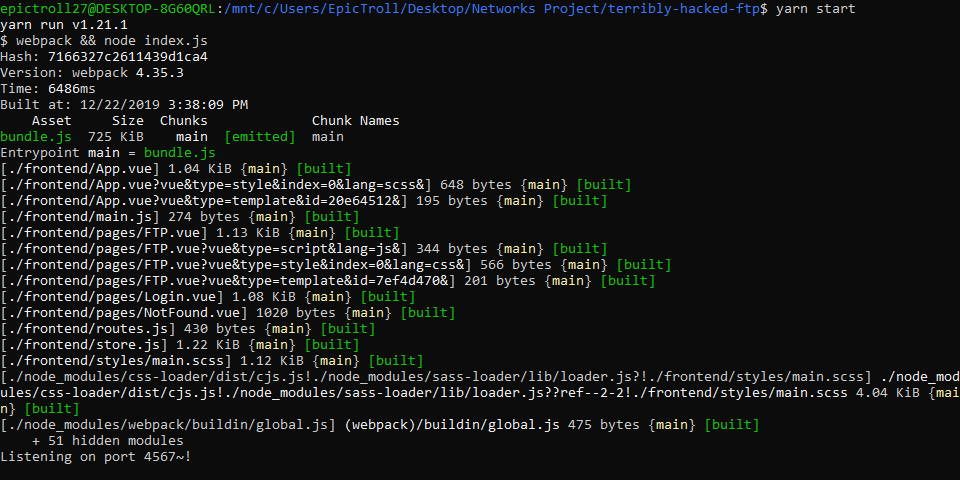 epictroll27@DESKTOP-8G60QRL:/mnt/c/Users/EpicTroll/Desktop/Networks Project/terribly-hacked-ftp$ yarn start
yarn run v1.21.1
$ webpack && node index.js
Hash: 7166327c2611439d1ca4
Version: webpack 4.35.3
Time: 6486ms
Built at: 12/22/2019 3:38:09 PM
    Asset     Size  Chunks             Chunk Names
bundle.js  725 KiB    main  [emitted]  main
Entrypoint main = bundle.js
[./frontend/App.vue] 1.04 KiB {main} [built]
[./frontend/App.vue?vue&type=style&index=0&lang=scss&] 648 bytes {main} [built]
[./frontend/App.vue?vue&type=template&id=20e64512&] 195 bytes {main} [built]
[./frontend/main.js] 274 bytes {main} [built]
[./frontend/pages/FTP.vue] 1.13 KiB {main} [built]
[./frontend/pages/FTP.vue?vue&type=script&lang=js&] 344 bytes {main} [built]
[./frontend/pages/FTP.vue?vue&type=style&index=0&lang=css&] 566 bytes {main} [built]
[./frontend/pages/FTP.vue?vue&type=template&id=7ef4d470&] 201 bytes {main} [built]
[./frontend/pages/Login.vue] 1.08 KiB {main} [built]
[./frontend/pages/NotFound.vue] 1020 bytes {main} [built]
[./frontend/routes.js] 430 bytes {main} [built]
[./frontend/store.js] 1.22 KiB {main} [built]
[./frontend/styles/main.scss] 1.12 KiB {main} [built]
[./node_modules/css-loader/dist/cjs.js!./node_modules/sass-loader/lib/loader.js?!./frontend/styles/main.scss] ./node_mod
ules/css-loader/dist/cjs.js!./node_modules/sass-loader/lib/loader.js??ref--2-2!./frontend/styles/main.scss 4.04 KiB {mai
n} [built]
[./node_modules/webpack/buildin/global.js] (webpack)/buildin/global.js 475 bytes {main} [built]
    + 51 hidden modules
Listening on port 4567~!